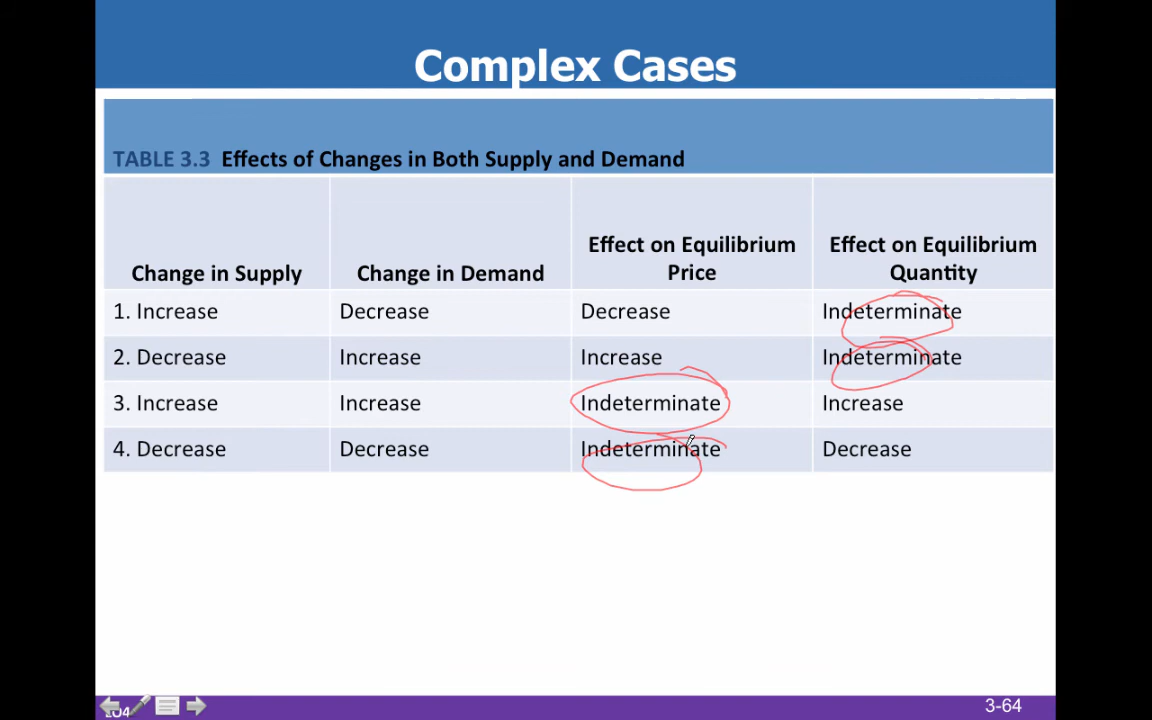 Complex Cases
TABLE 3.3 Effects of Changes in Both Supply and Demand
Change in Supply Change in Demand Effect on Equilibrium Price Effect on Equilibrium Quantity
1. Increase Decrease Decrease Indeterminate
2. Decrease Increase Increase Indeterminate
3. Increase Increase Indeterminate Increase
4. Decrease Decrease Indeterminate Decrease
3-64